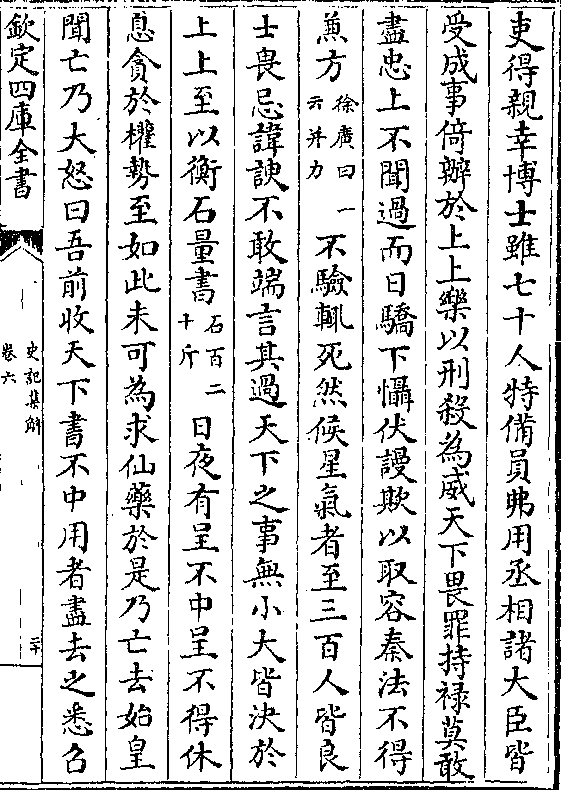 吏得親幸博士雖七十人特備員弗用丞相諸大臣皆
受成事倚辦於上上樂以刑殺為威天下畏罪持禄莫敢
盡忠上不聞過而日驕下懾伏謾欺以取容秦法不得
兼方徐廣曰一云并力不驗輒死然候星氣者至三百人皆良
士畏忌諱諛不敢端言其過天下之事無小大皆決於
上上至以衡石量書石百二十斤日夜有呈不中呈不得休
息貪於權勢至如此未可為求仙藥於是乃亡去始皇
聞亡乃大怒曰吾前收天下書不中用者盡去之悉召
欽定四庫全書
史記集解
卷六
二十